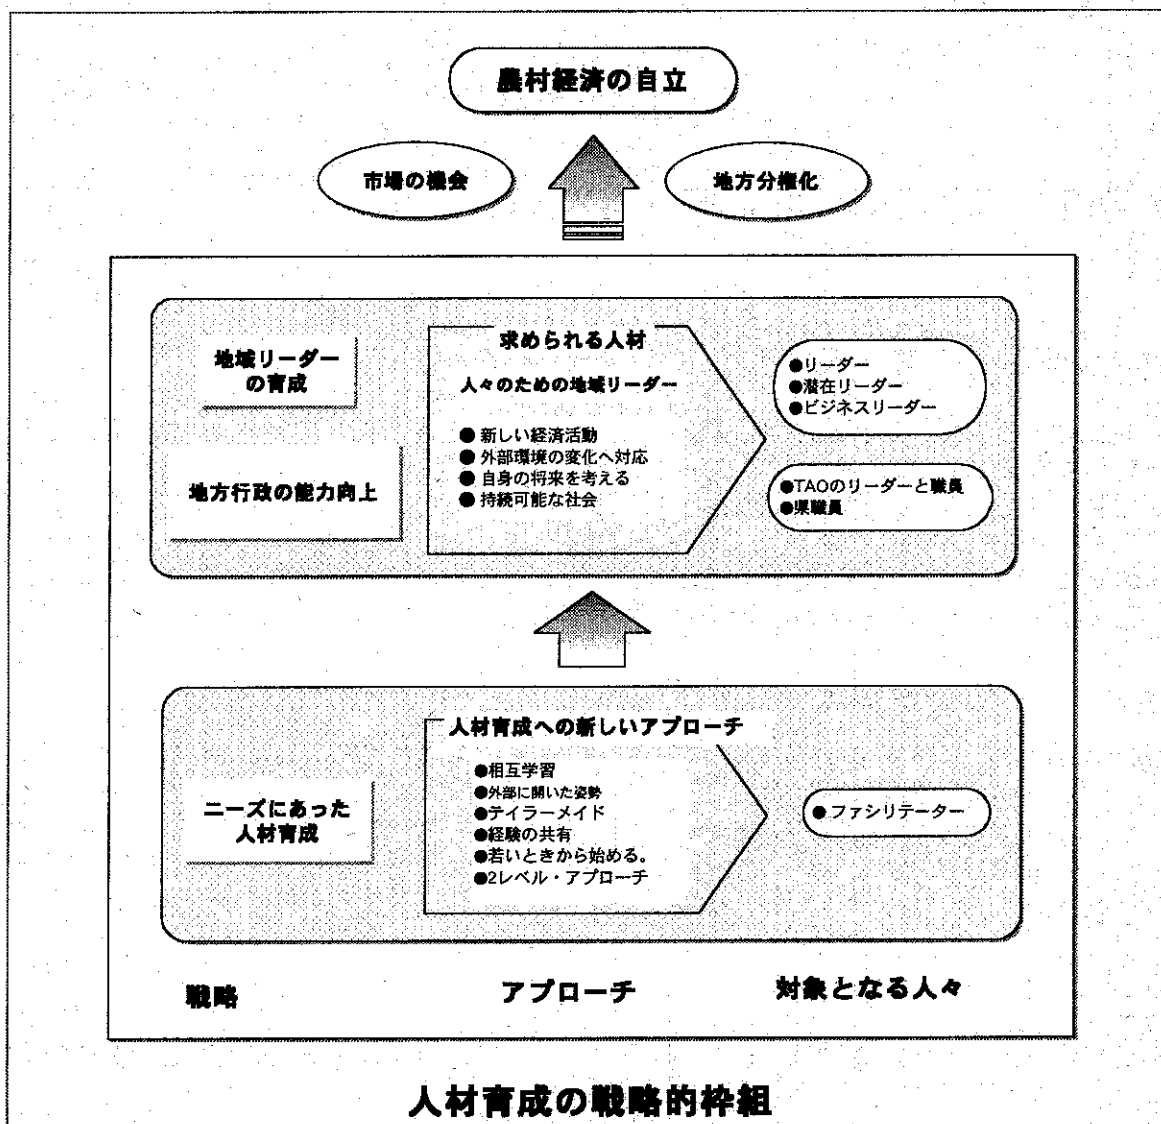 農村経済の自立
市場の機会
地方分権化
地域リーダー
の育成
地方行政の能力向上
求められる人材
人々のための地域リーダー
● 新しい経済活動
● 外部環境の変化へ対応
● 自身の将来を考える
● 持続可能な社会
●リーダー
●潜在リーダー
●ビジネスリーダー
●TAOのリーダーと職員
●県職員
ニーズにあった
人材育成
人材育成への新しいアプローチ
●相互学習
●外部に開いた姿勢
●テイラーメイド
●経験の共有
●若いときから始める。
●2レベル・アプローチ
● ファシリテーター
戦略
アプローチ
対象となる人々
人材育成の戦略的枠組